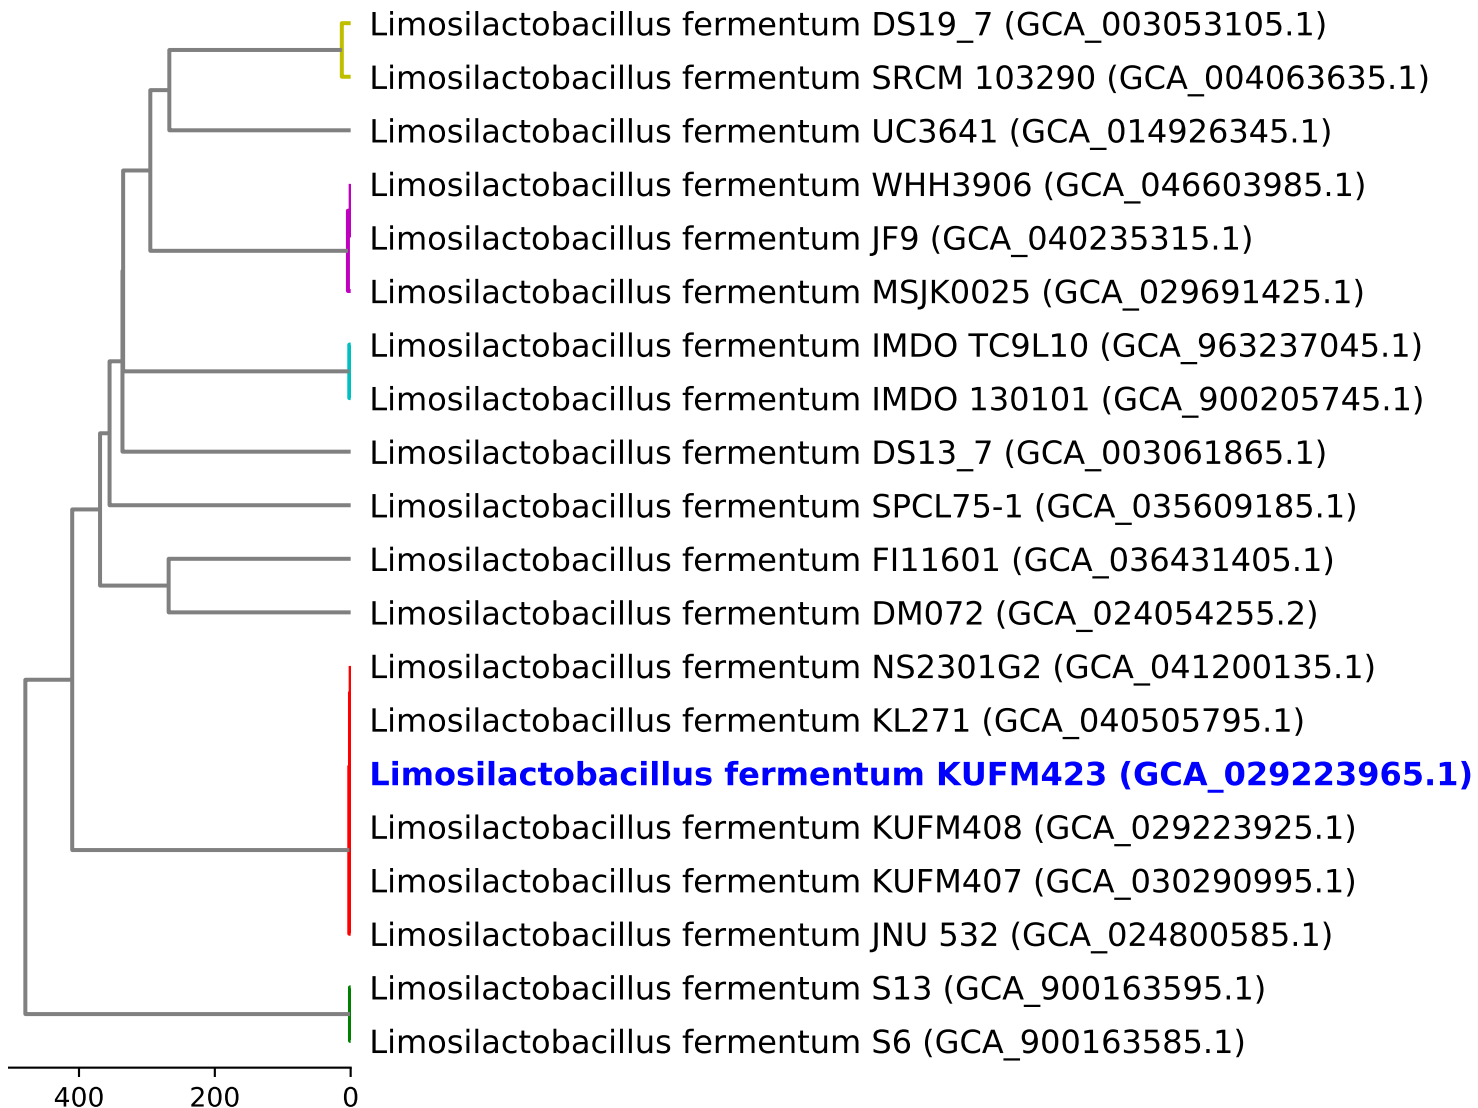 Limosilactobacillus fermentum DS19_7 (GCA_003053105.1)
Limosilactobacillus fermentum SRCM 103290 (GCA_004063635.1)
Limosilactobacillus fermentum UC3641 (GCA_014926345.1)
Limosilactobacillus fermentum WHH3906 (GCA_046603985.1)
Limosilactobacillus fermentum JF9 (GCA_040235315.1)
Limosilactobacillus fermentum MSJK0025 (GCA_029691425.1)
Limosilactobacillus fermentum IMDO TC9L10 (GCA_963237045.1)
Limosilactobacillus fermentum IMDO 130101 (GCA_900205745.1)
Limosilactobacillus fermentum DS13_7 (GCA_003061865.1)
Limosilactobacillus fermentum SPCL75-1 (GCA_035609185.1)
Limosilactobacillus fermentum FI11601 (GCA_036431405.1)
Limosilactobacillus fermentum DM072 (GCA_024054255.2)
Limosilactobacillus fermentum NS2301G2 (GCA_041200135.1)
Limosilactobacillus fermentum KL271 (GCA_040505795.1)
Limosilactobacillus fermentum KUFM423 (GCA_029223965.1)
Limosilactobacillus fermentum KUFM408 (GCA_029223925.1)
Limosilactobacillus fermentum KUFM407 (GCA_030290995.1)
Limosilactobacillus fermentum JNU 532 (GCA_024800585.1)
Limosilactobacillus fermentum S13 (GCA_900163595.1)
Limosilactobacillus fermentum S6 (GCA_900163585.1)
400 200 0